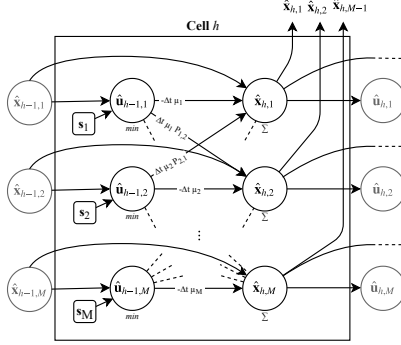 x̂h,1 x̂h,2 x̂h,M−1
Cell h
x̂h−1,1 ûh−1,1 -Δt μ1 x̂h,1 ûh,1
s1 min Δt μ1 P1,2 Σ
Δt μ2 P2,1
x̂h−1,2 ûh−1,2 -Δt μ2 x̂h,2 ûh,2
s2 min Σ
... 
⋮ ⋮
x̂h−1,M ûh−1,M -Δt μM x̂h,M ûh,M
sM min Σ